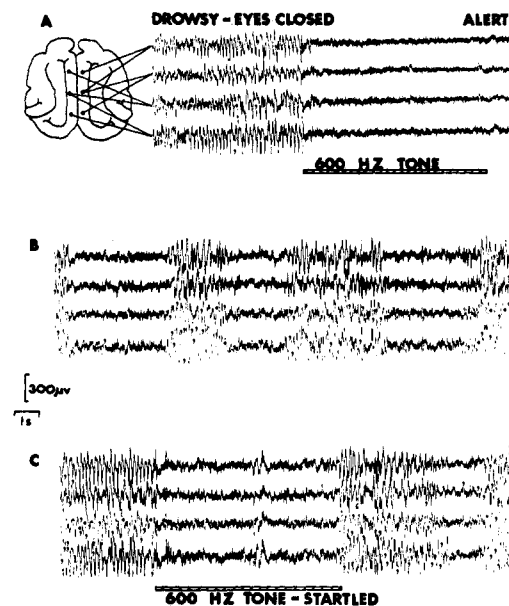 A
DROWSY - EYES CLOSED ALERT
600 HZ TONE
B
300μv
1s
C
600 HZ TONE - STARTLED